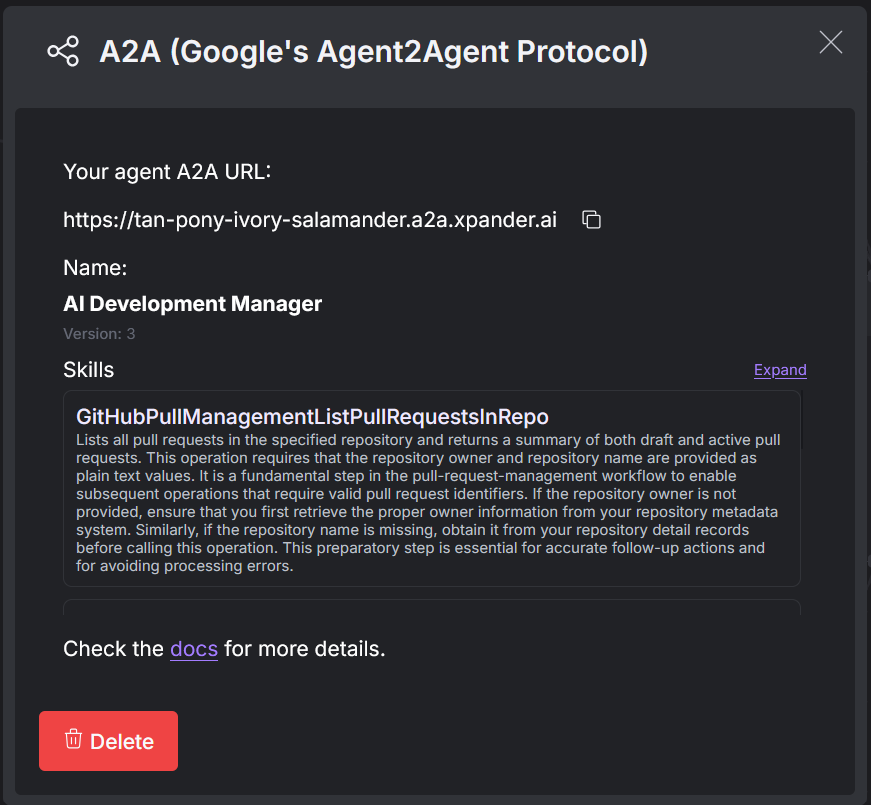 A2A (Google's Agent2Agent Protocol)
Your agent A2A URL:
https://tan-pony-ivory-salamander.a2a.xpander.ai
Name:
AI Development Manager
Version: 3
Skills
Expand
GitHubPullManagementListPullRequestsInRepo
Lists all pull requests in the specified repository and returns a summary of both draft and active pull
requests. This operation requires that the repository owner and repository name are provided as
plain text values. It is a fundamental step in the pull-request-management workflow to enable
subsequent operations that require valid pull request identifiers. If the repository owner is not
provided, ensure that you first retrieve the proper owner information from your repository metadata
system. Similarly, if the repository name is missing, obtain it from your repository detail records
before calling this operation. This preparatory step is essential for accurate follow-up actions and
for avoiding processing errors.
Check the docs for more details.
Delete